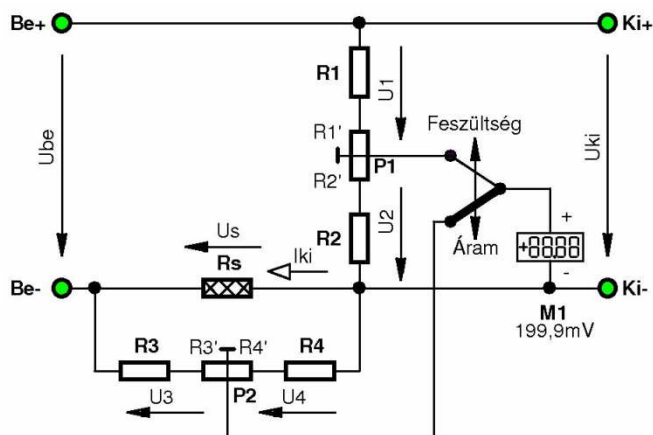 Be+
Ki+
R1
U1
Ube
R1'
Feszültség
Uki
P1
R2'
U2
R2
Us
Iki
Áram
+
+88,88
Rs
-
Be-
Ki-
M1
199,9mV
R3
R3'
R4'
R4
U3
P2
U4